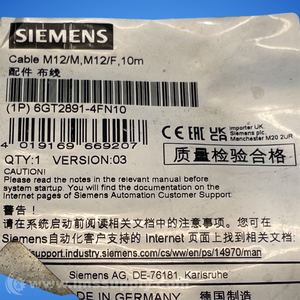 SIEMENS
Cable M12/M,M12/F,10m
配件 布线
(1P) 6GT2891-4FN10
4 019169 669207
CE EAC UK CA
Importer UK
Siemens plc
Manchester M20 2UR
QTY:1 VERSION:03
质量检验合格
Please read the notes in the relevant manual before
system startup. You will find the documentation on the
Internet pages of Siemens Automation Customer Support!
警告!
请在系统启动前阅读相关文档中的注意事项。您可以在
Siemens自动化客户支持的 Internet 页面上找到相关文档
support.industry.siemens.com/cs/ww/en/ps/14970/man
Siemens AG, DE-76181, Karlsruhe
DE IN GERMANY
德国制造